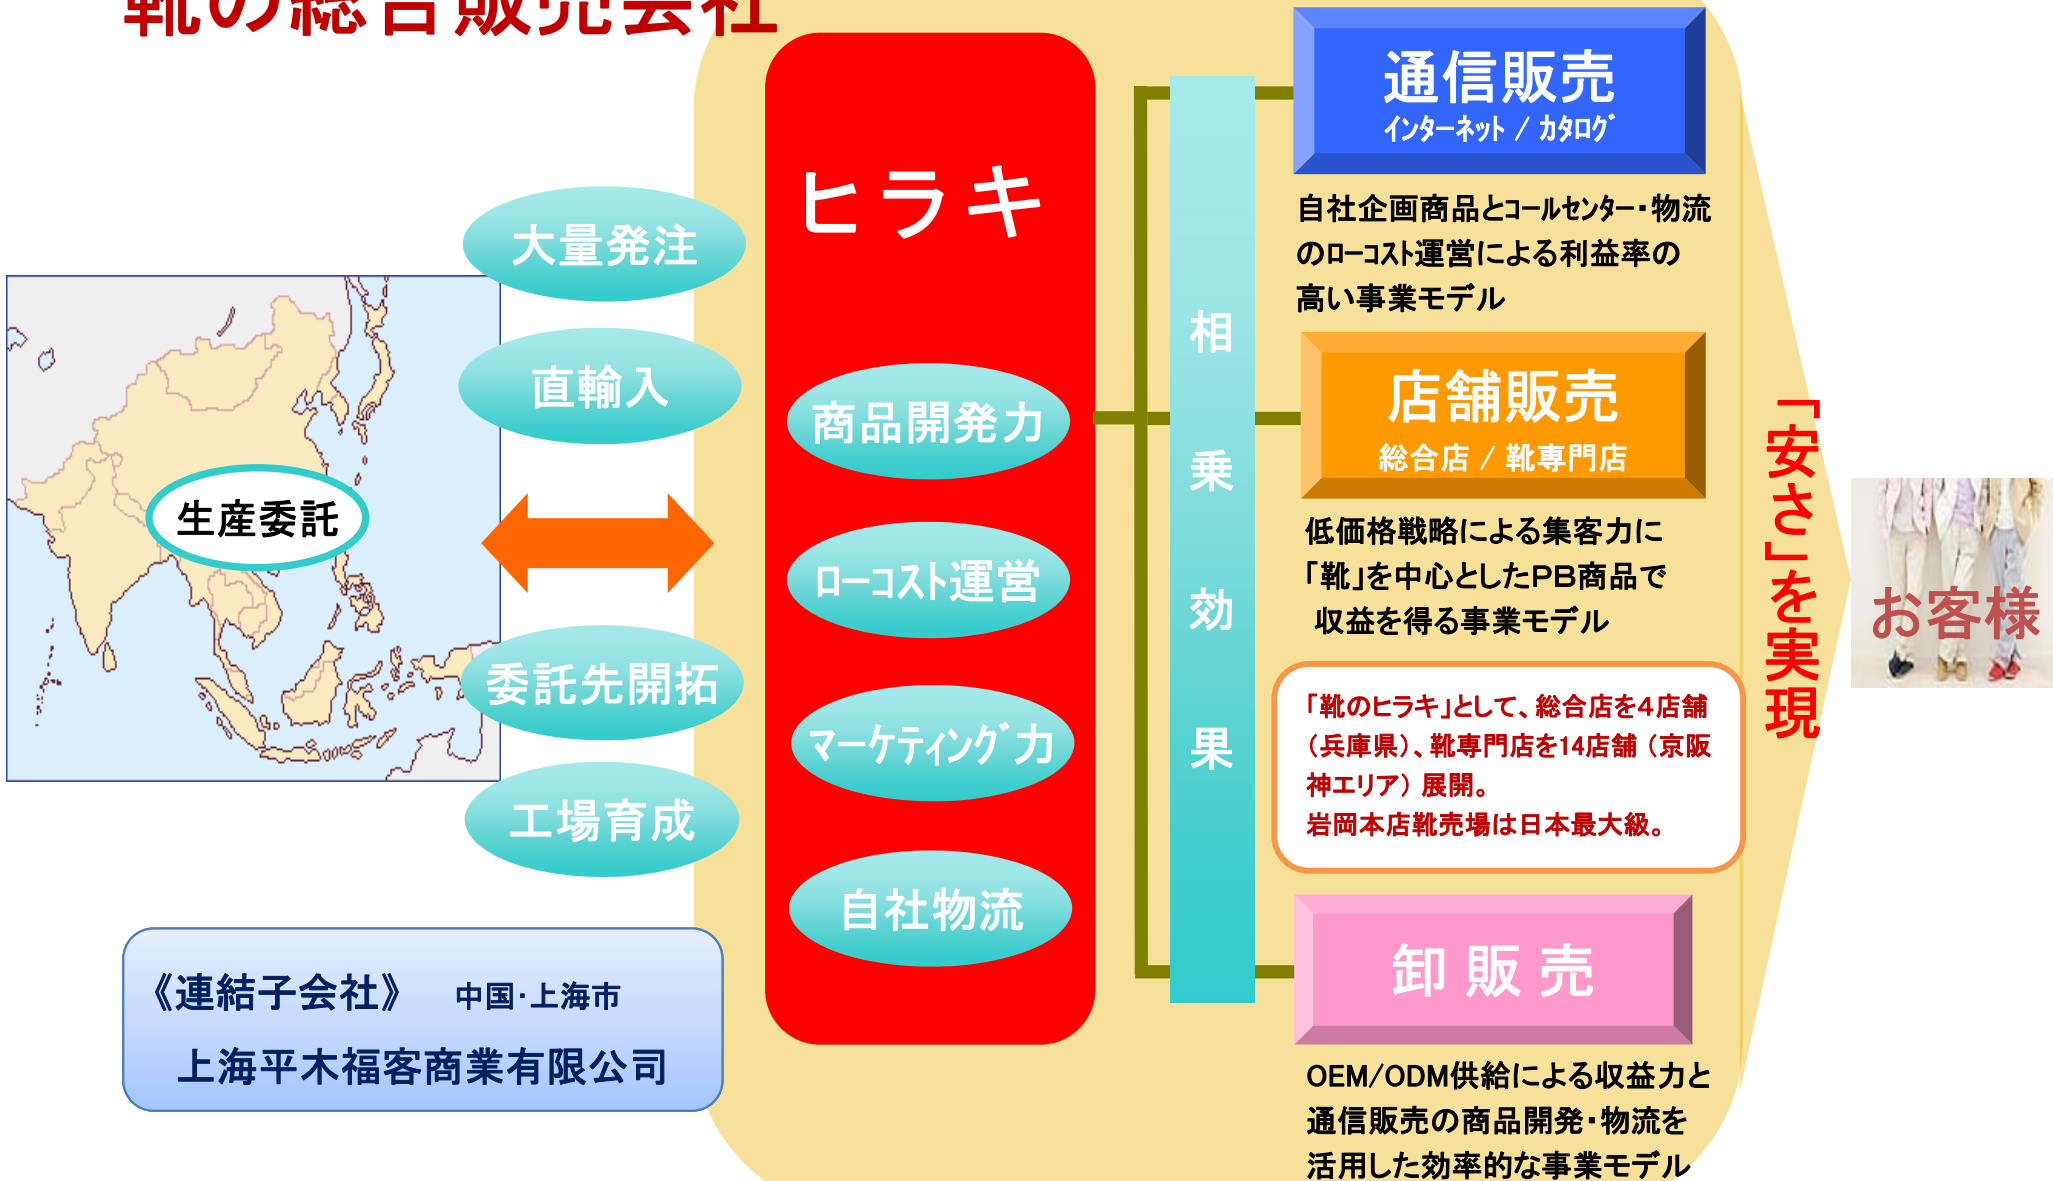 靴の総合販売会社
大量発注
直輸入
生産委託
委託先開拓
工場育成
《連結子会社》 中国・上海市
上海平木福客商業有限公司
ヒラキ
商品開発力
ローコスト運営
マーケティング力
自社物流
相乗効果
通信販売
インターネット / カタログ
自社企画商品とコールセンター・物流
のローコスト運営による利益率の
高い事業モデル
店舗販売
総合店 / 靴専門店
低価格戦略による集客力に
「靴」を中心としたPB商品で
収益を得る事業モデル
「靴のヒラキ」として、総合店を4店舗
（兵庫県）、靴専門店を14店舗（京阪
神エリア）展開。
岩岡本店靴売場は日本最大級。
卸販売
OEM/ODM供給による収益力と
通信販売の商品開発・物流を
活用した効率的な事業モデル
「安さ」を実現
お客様